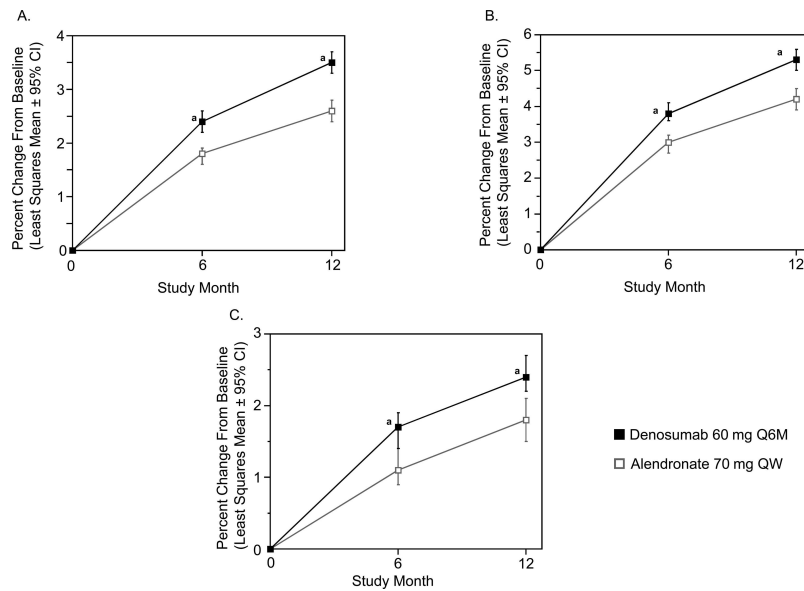 A.
Percent Change From Baseline
(Least Squares Mean ± 95% CI)
4
3
2
1
0
a
a
0
6
12
Study Month
B.
Percent Change From Baseline
(Least Squares Mean ± 95% CI)
6
5
4
3
2
1
0
a
a
0
6
12
Study Month
C.
Percent Change From Baseline
(Least Squares Mean ± 95% CI)
3
2
1
0
a
a
0
6
12
Study Month
Denosumab 60 mg Q6M
Alendronate 70 mg QW